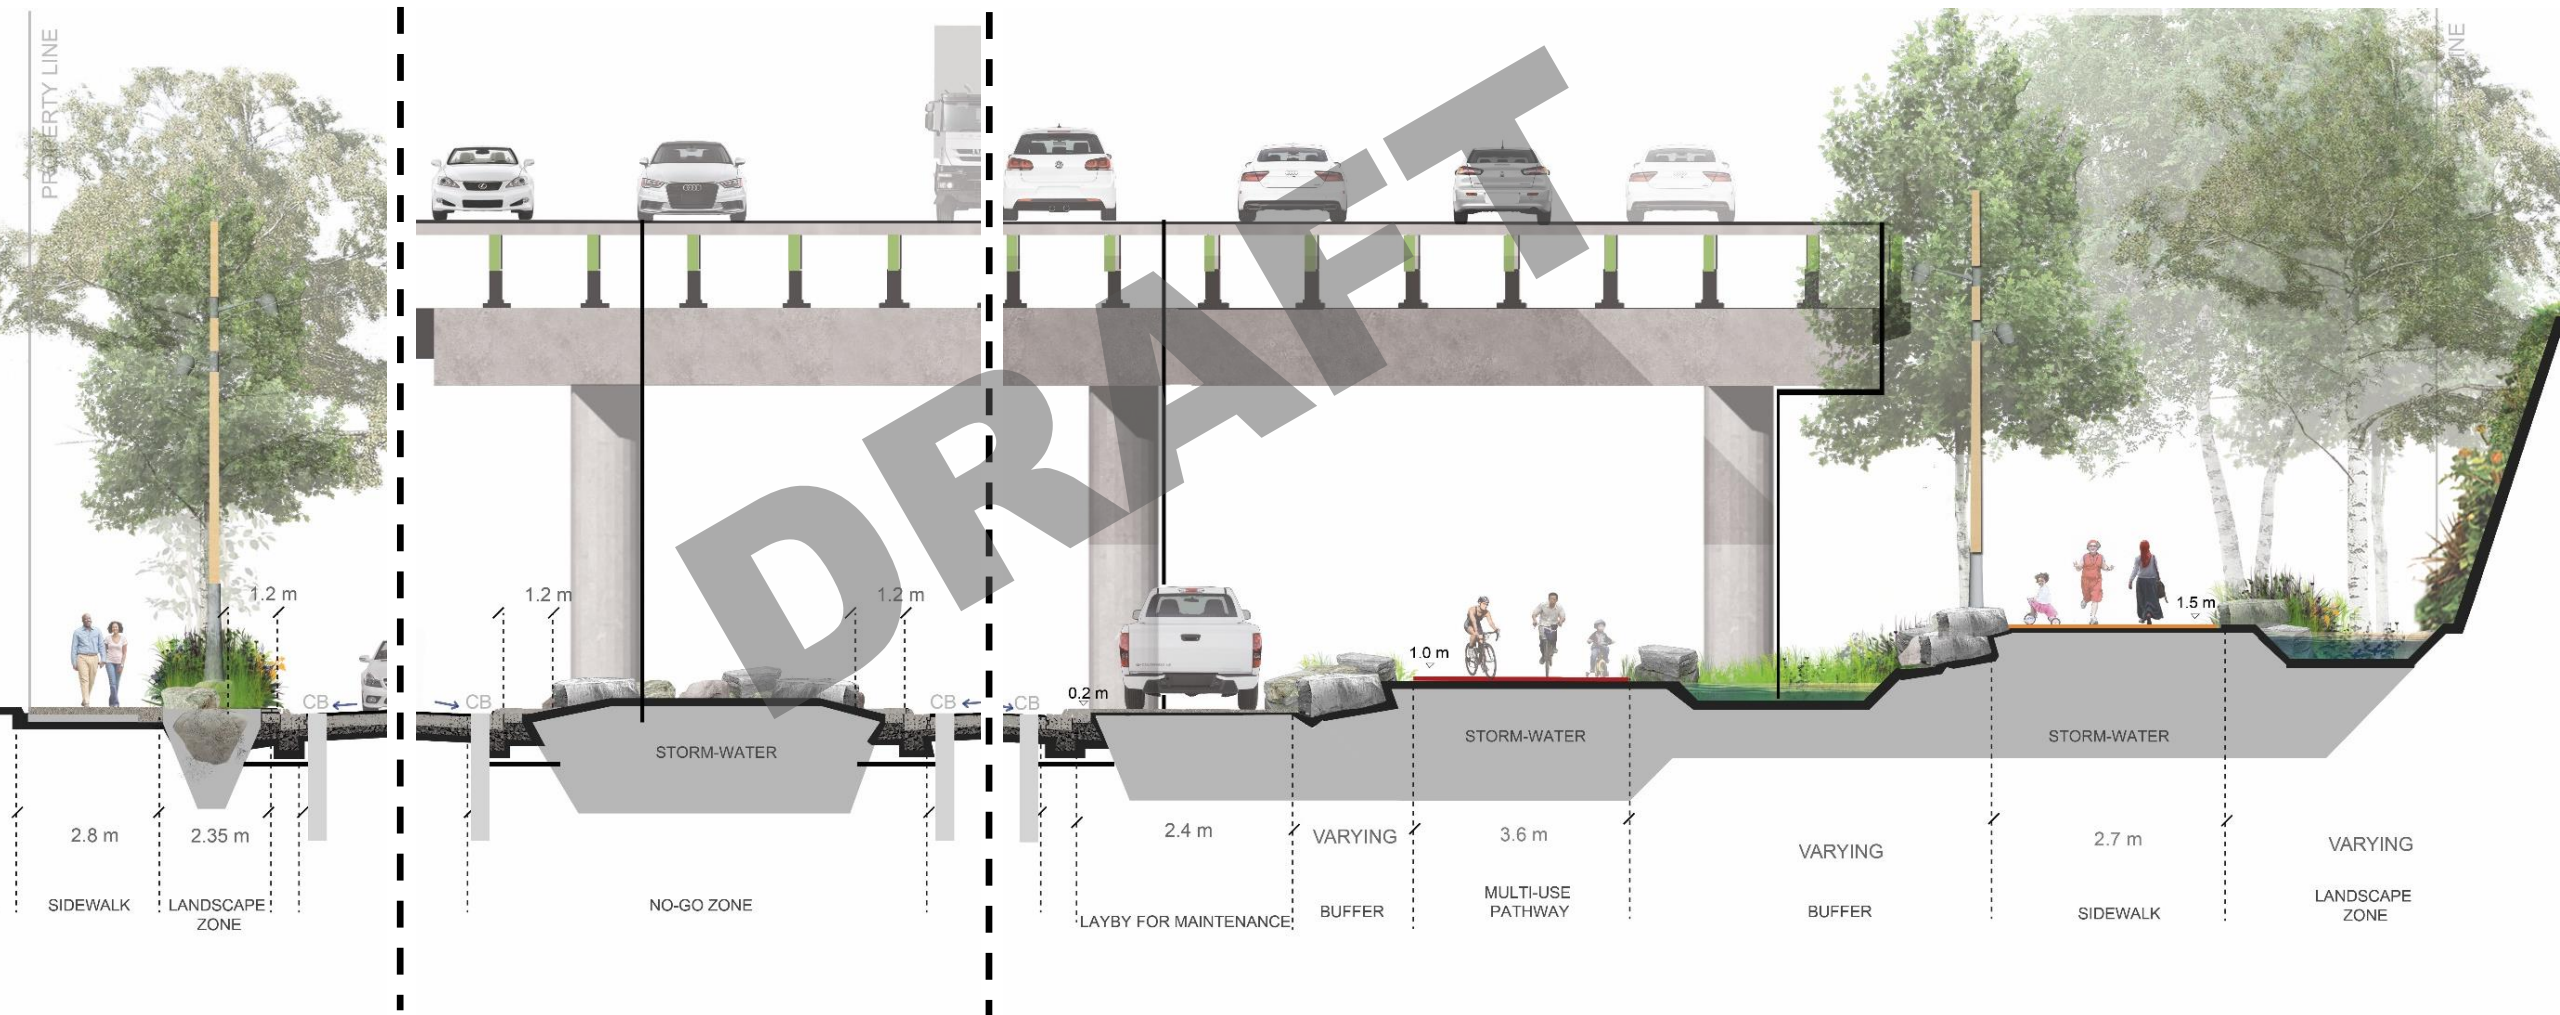 PROPERTY LINE
NE
DRAFT
1.2 m
1.2 m
1.2 m
1.5 m
1.0 m
0.2 m
CB
CB
CB
CB
STORM-WATER
STORM-WATER
STORM-WATER
2.8 m
2.35 m
2.4 m
VARYING
3.6 m
VARYING
2.7 m
VARYING
SIDEWALK
LANDSCAPE
ZONE
NO-GO ZONE
LAYBY FOR MAINTENANCE
BUFFER
MULTI-USE
PATHWAY
BUFFER
SIDEWALK
LANDSCAPE
ZONE